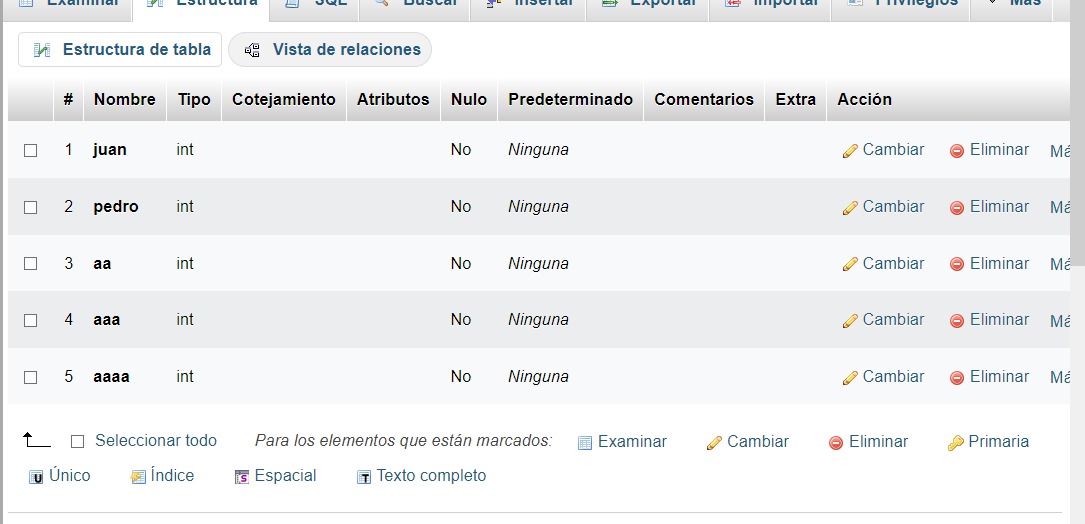 Examinar Estructura SQL Buscar Insertar Exportar Importar Privilegios Más
Estructura de tabla Vista de relaciones
# Nombre Tipo Cotejamiento Atributos Nulo Predeterminado Comentarios Extra Acción
1 juan int No Ninguna Cambiar Eliminar Má
2 pedro int No Ninguna Cambiar Eliminar Má
3 aa int No Ninguna Cambiar Eliminar Má
4 aaa int No Ninguna Cambiar Eliminar Má
5 aaaa int No Ninguna Cambiar Eliminar Má
Seleccionar todo Para los elementos que están marcados: Examinar Cambiar Eliminar Primaria
Único Índice Espacial Texto completo